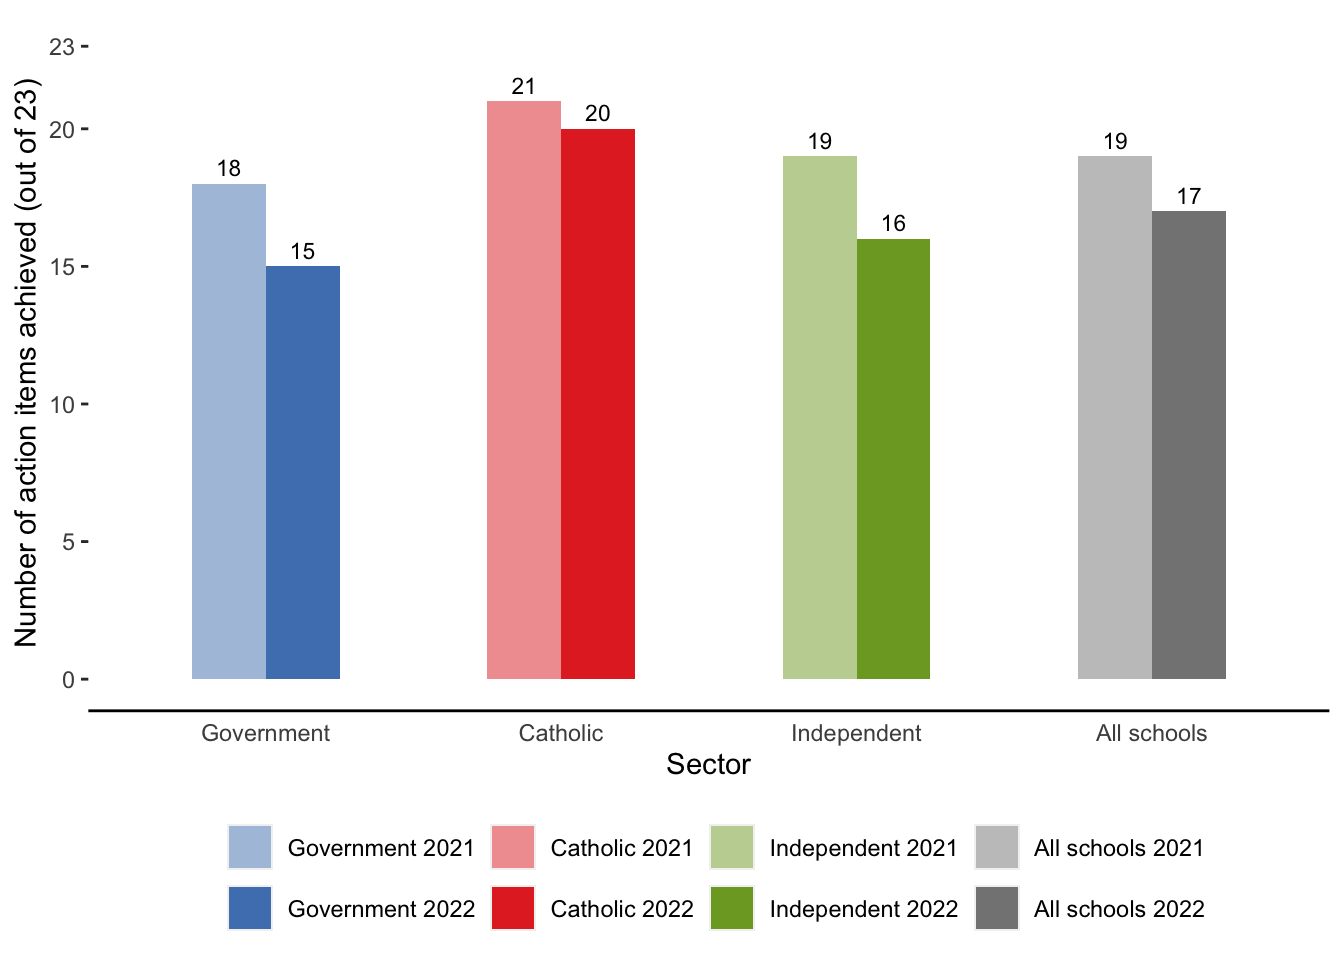 Number of action items achieved (out of 23)
23
20
15
10
5
0
18
15
21
20
19
16
19
17
Government
Catholic
Independent
All schools
Sector
Government 2021
Catholic 2021
Independent 2021
All schools 2021
Government 2022
Catholic 2022
Independent 2022
All schools 2022